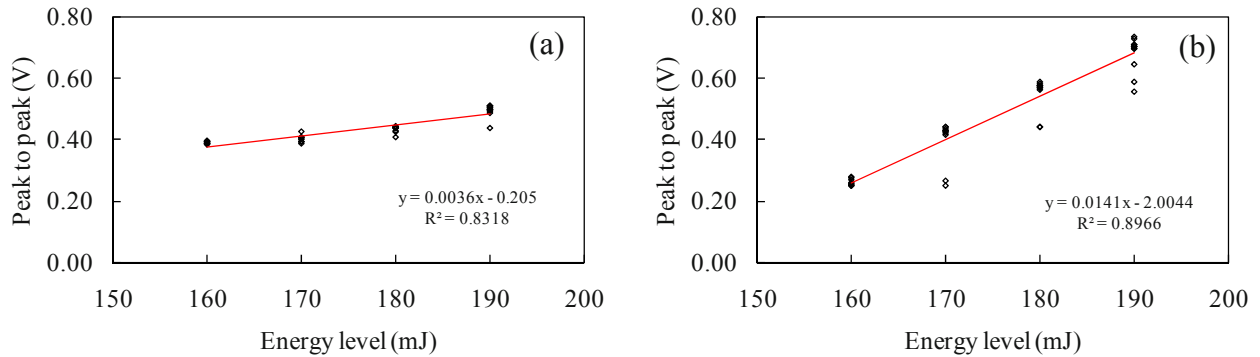 0.80
0.60
0.40
0.20
0.00
Peak to peak (V)
(a)
y = 0.0036x - 0.205
R² = 0.8318
150 160 170 180 190 200
Energy level (mJ)
0.80
0.60
0.40
0.20
0.00
Peak to peak (V)
(b)
y = 0.0141x - 2.0044
R² = 0.8966
150 160 170 180 190 200
Energy level (mJ)